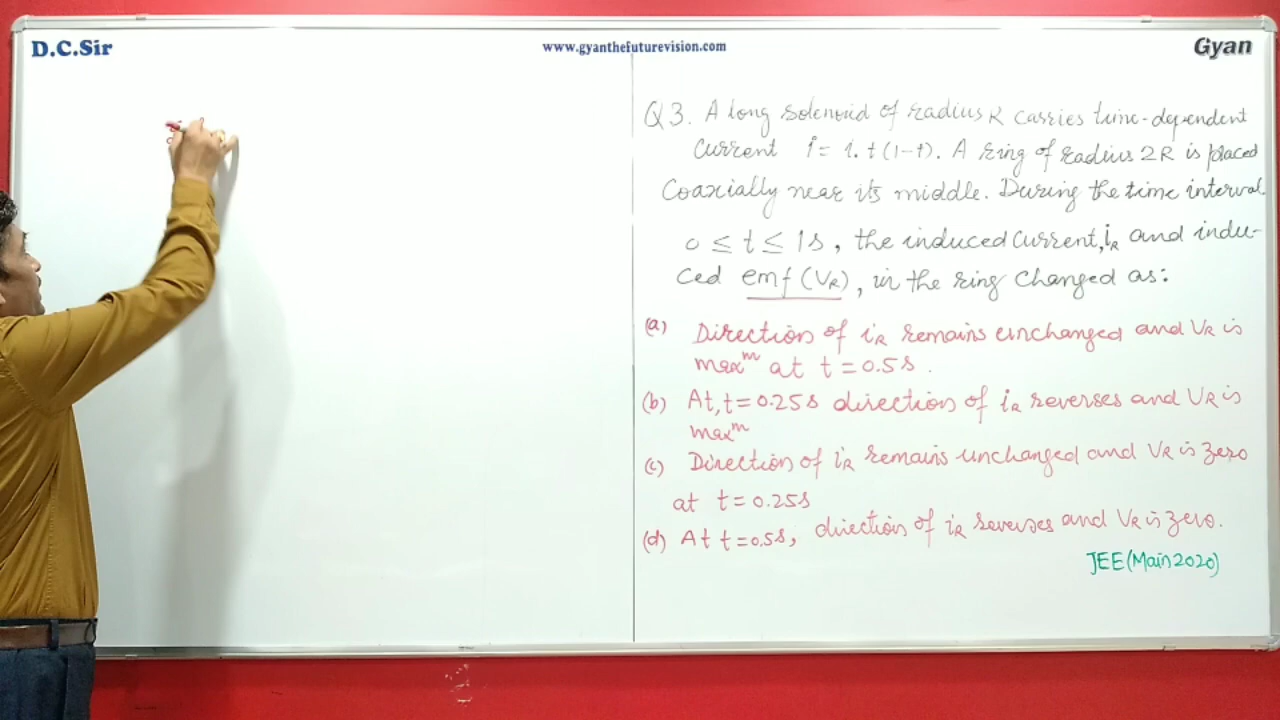 D.C.Sir
www.gyanthefuturevision.com
Gyan
Q3. A long solenoid of radius R carries time-dependent
current i = i. t (1-t). A ring of radius 2R is placed
Coaxially near its middle. During the time interval
0 ≤ t ≤ 1s, the induced current, iR and indu-
ced emf (VR), in the ring changed as:
(a) Direction of iR remains unchanged and VR is
maxm at t = 0.5s.
(b) At, t = 0.25s direction of iR reverses and VR is
maxm
(c) Direction of iR remains unchanged and VR is zero
at t = 0.25s
(d) At t = 0.5s, direction of iR reverses and VR is zero.
JEE (Main 2020)